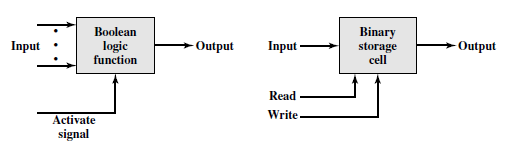 Boolean
logic
function
Input
Output
Activate
signal
Binary
storage
cell
Input
Output
Read
Write